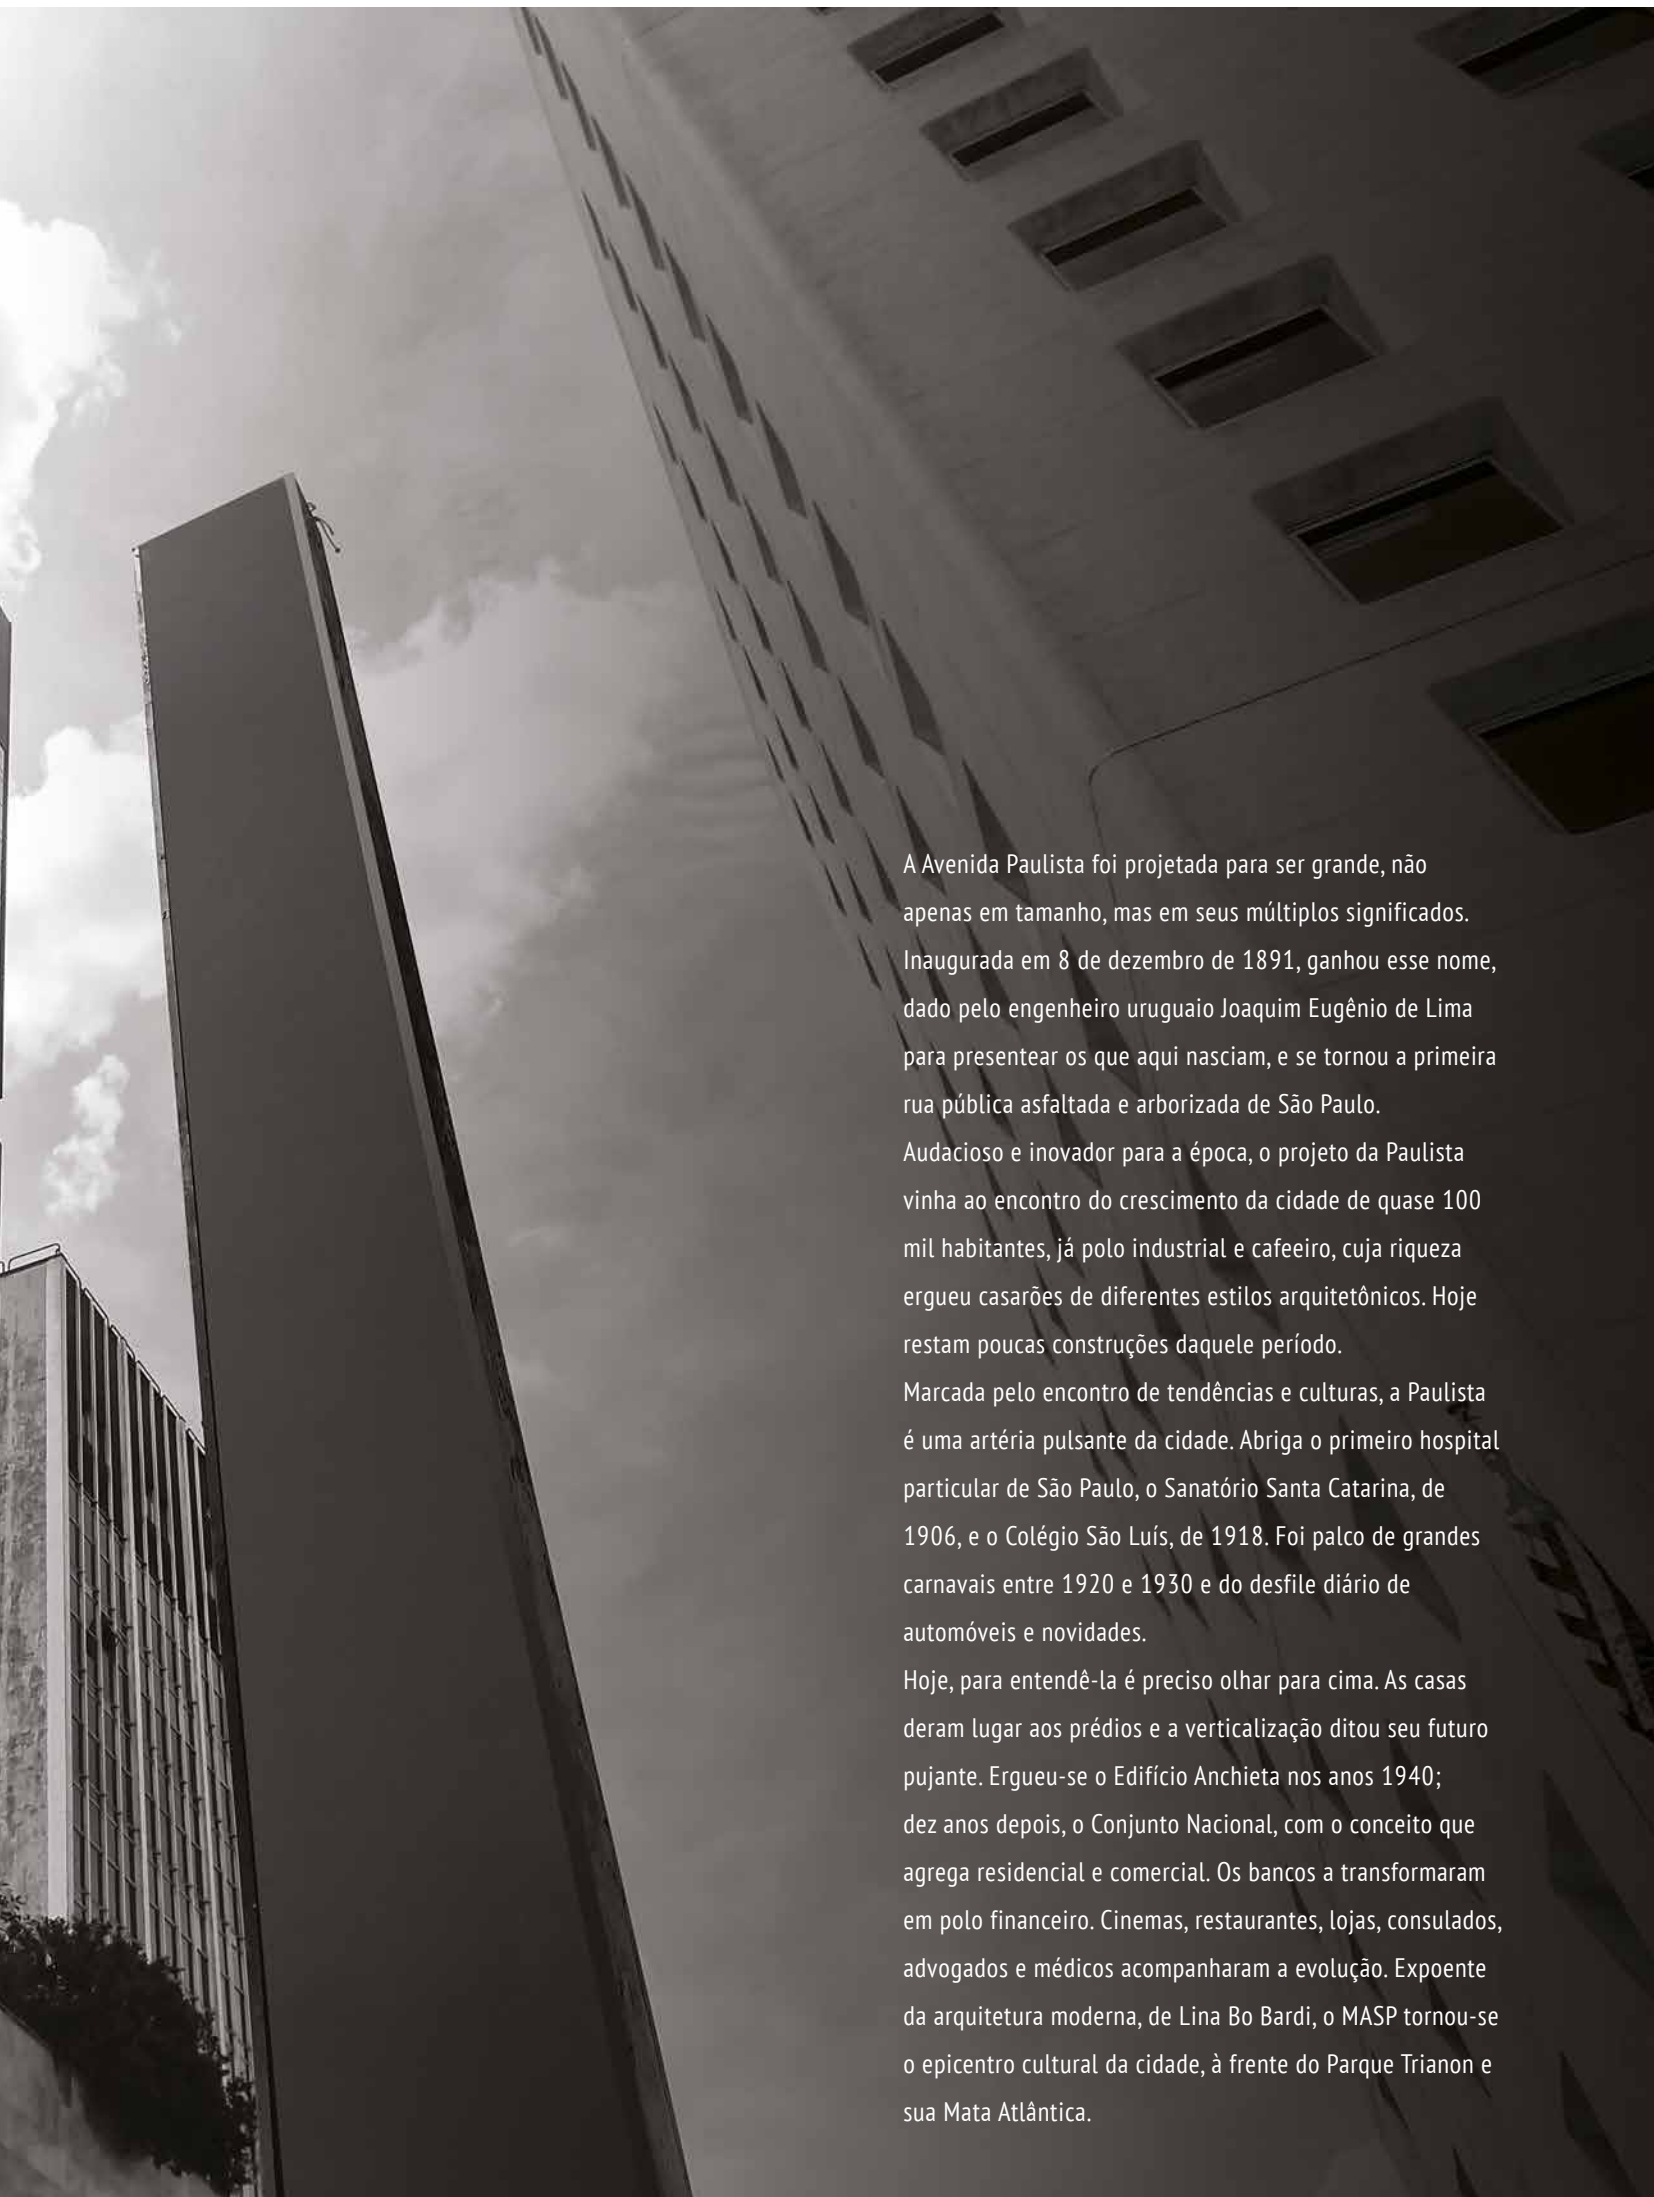 A Avenida Paulista foi projetada para ser grande, não
apenas em tamanho, mas em seus múltiplos significados.
Inaugurada em 8 de dezembro de 1891, ganhou esse nome,
dado pelo engenheiro uruguaio Joaquim Eugênio de Lima
para presentear os que aqui nasciam, e se tornou a primeira
rua pública asfaltada e arborizada de São Paulo.
Audacioso e inovador para a época, o projeto da Paulista
vinha ao encontro do crescimento da cidade de quase 100
mil habitantes, já polo industrial e cafeeiro, cuja riqueza
ergueu casarões de diferentes estilos arquitetônicos. Hoje
restam poucas construções daquele período.
Marcada pelo encontro de tendências e culturas, a Paulista
é uma artéria pulsante da cidade. Abriga o primeiro hospital
particular de São Paulo, o Sanatório Santa Catarina, de
1906, e o Colégio São Luís, de 1918. Foi palco de grandes
carnavais entre 1920 e 1930 e do desfile diário de
automóveis e novidades.
Hoje, para entendê-la é preciso olhar para cima. As casas
deram lugar aos prédios e a verticalização ditou seu futuro
pujante. Ergueu-se o Edifício Anchieta nos anos 1940;
dez anos depois, o Conjunto Nacional, com o conceito que
agrega residencial e comercial. Os bancos a transformaram
em polo financeiro. Cinemas, restaurantes, lojas, consulados,
advogados e médicos acompanharam a evolução. Expoente
da arquitetura moderna, de Lina Bo Bardi, o MASP tornou-se
o epicentro cultural da cidade, à frente do Parque Trianon e
sua Mata Atlântica.